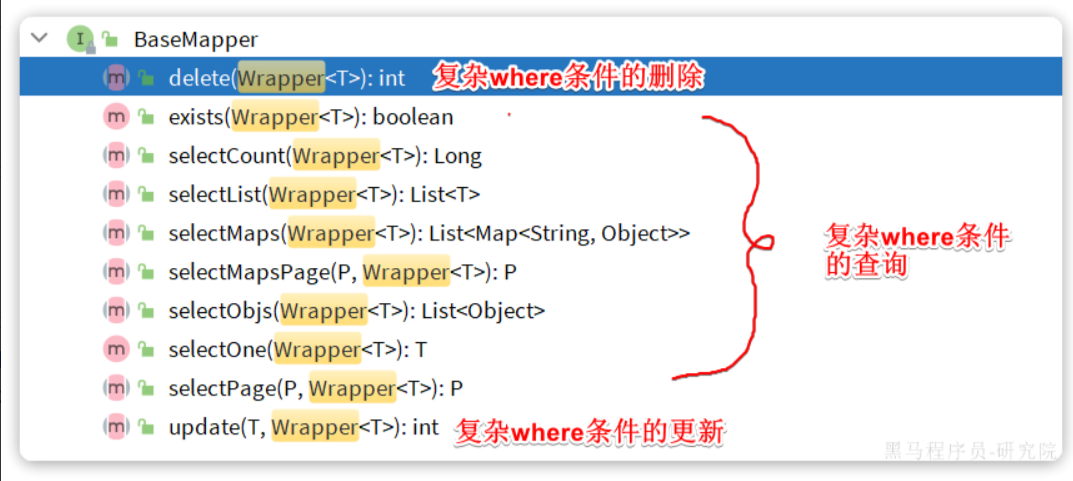 BaseMapper
delete(Wrapper<T>): int 复杂where条件的删除
exists(Wrapper<T>): boolean
selectCount(Wrapper<T>): Long
selectList(Wrapper<T>): List<T>
selectMaps(Wrapper<T>): List<Map<String, Object>>
selectMapsPage(P, Wrapper<T>): P
selectObjs(Wrapper<T>): List<Object>
selectOne(Wrapper<T>): T
selectPage(P, Wrapper<T>): P
复杂where条件
的查询
update(T, Wrapper<T>): int 复杂where条件的更新
黑马程序员-研究院